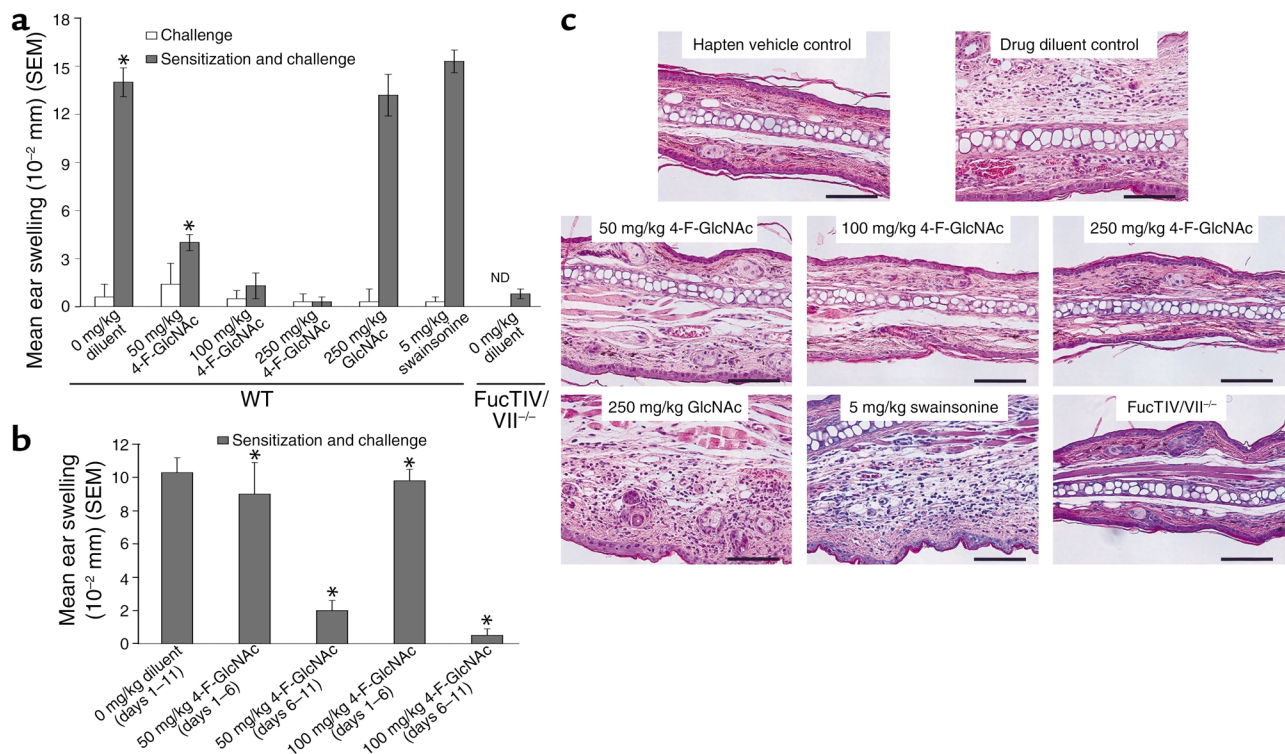 a
18
15
12
9
6
3
0
Mean ear swelling (10⁻² mm) (SEM)
Challenge
Sensitization and challenge
*
*
ND
0 mg/kg
diluent
50 mg/kg
4-F-GlcNAc
100 mg/kg
4-F-GlcNAc
250 mg/kg
4-F-GlcNAc
250 mg/kg
GlcNAc
5 mg/kg
swainsonine
0 mg/kg
diluent
WT
FucTIV/
VII⁻/⁻
b
12
10
8
6
4
2
0
Mean ear swelling
(10⁻² mm) (SEM)
Sensitization and challenge
*
*
*
*
0 mg/kg diluent
(days 1–11)
50 mg/kg 4-F-GlcNAc
(days 1–6)
50 mg/kg 4-F-GlcNAc
(days 6–11)
100 mg/kg 4-F-GlcNAc
(days 1–6)
100 mg/kg 4-F-GlcNAc
(days 6–11)
c
Hapten vehicle control
Drug diluent control
50 mg/kg 4-F-GlcNAc
100 mg/kg 4-F-GlcNAc
250 mg/kg 4-F-GlcNAc
250 mg/kg GlcNAc
5 mg/kg swainsonine
FucTIV/VII⁻/⁻